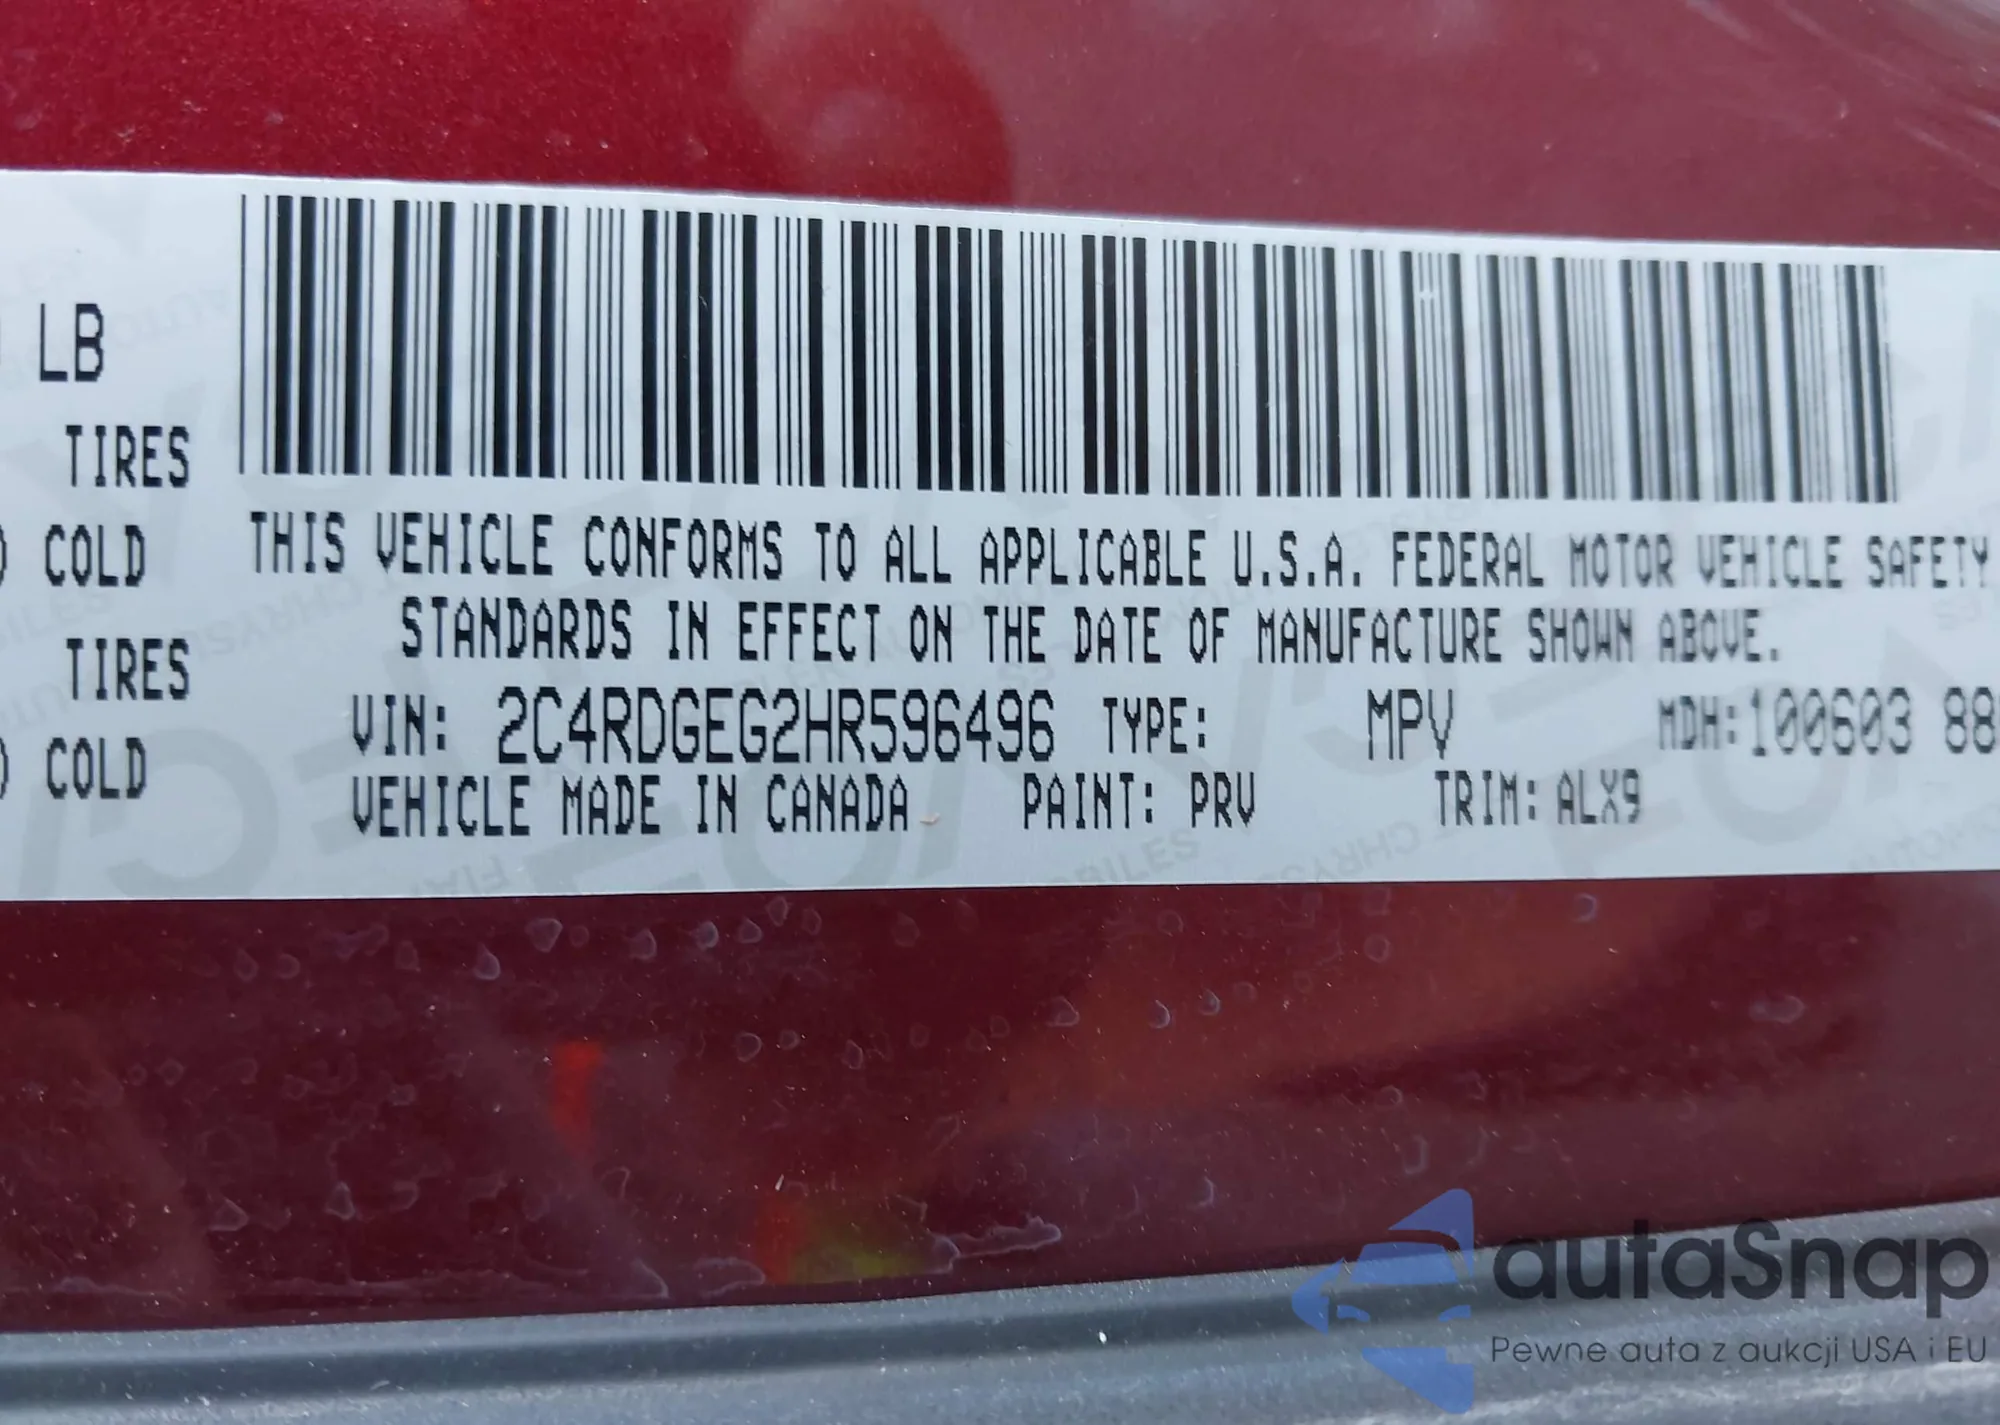 LB
TIRES
COLD
TIRES
COLD
THIS VEHICLE CONFORMS TO ALL APPLICABLE U.S.A. FEDERAL MOTOR VEHICLE SAFETY
STANDARDS IN EFFECT ON THE DATE OF MANUFACTURE SHOWN ABOVE.
VIN: 2C4RDGEG2HR596496 TYPE: MPV MDH:100603 88
VEHICLE MADE IN CANADA PAINT: PRV TRIM: ALX9
autaSnap
Pewne auta z aukcji USA i EU